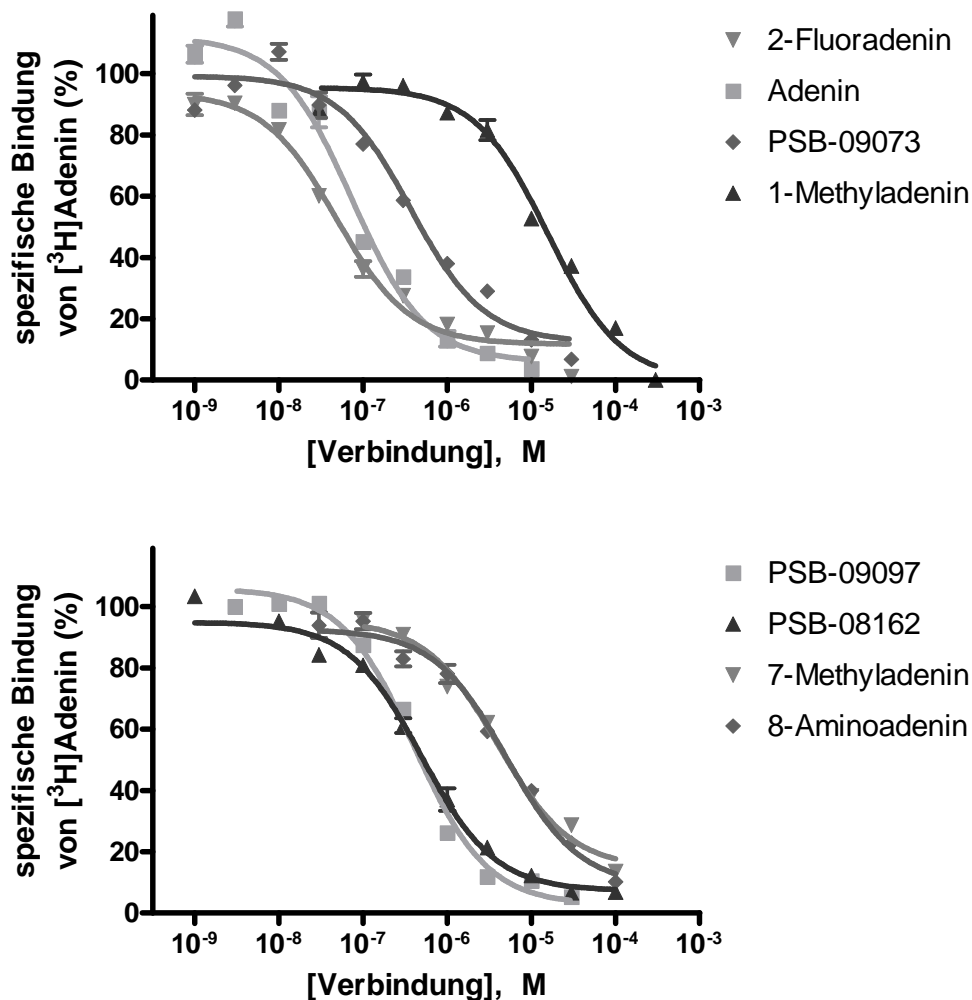 spezifische Bindung
von [³H]Adenin (%)
100
80
60
40
20
0
10⁻⁹ 10⁻⁸ 10⁻⁷ 10⁻⁶ 10⁻⁵ 10⁻⁴ 10⁻³
[Verbindung], M
2-Fluoradenin
Adenin
PSB-09073
1-Methyladenin
spezifische Bindung
von [³H]Adenin (%)
100
80
60
40
20
0
10⁻⁹ 10⁻⁸ 10⁻⁷ 10⁻⁶ 10⁻⁵ 10⁻⁴ 10⁻³
[Verbindung], M
PSB-09097
PSB-08162
7-Methyladenin
8-Aminoadenin